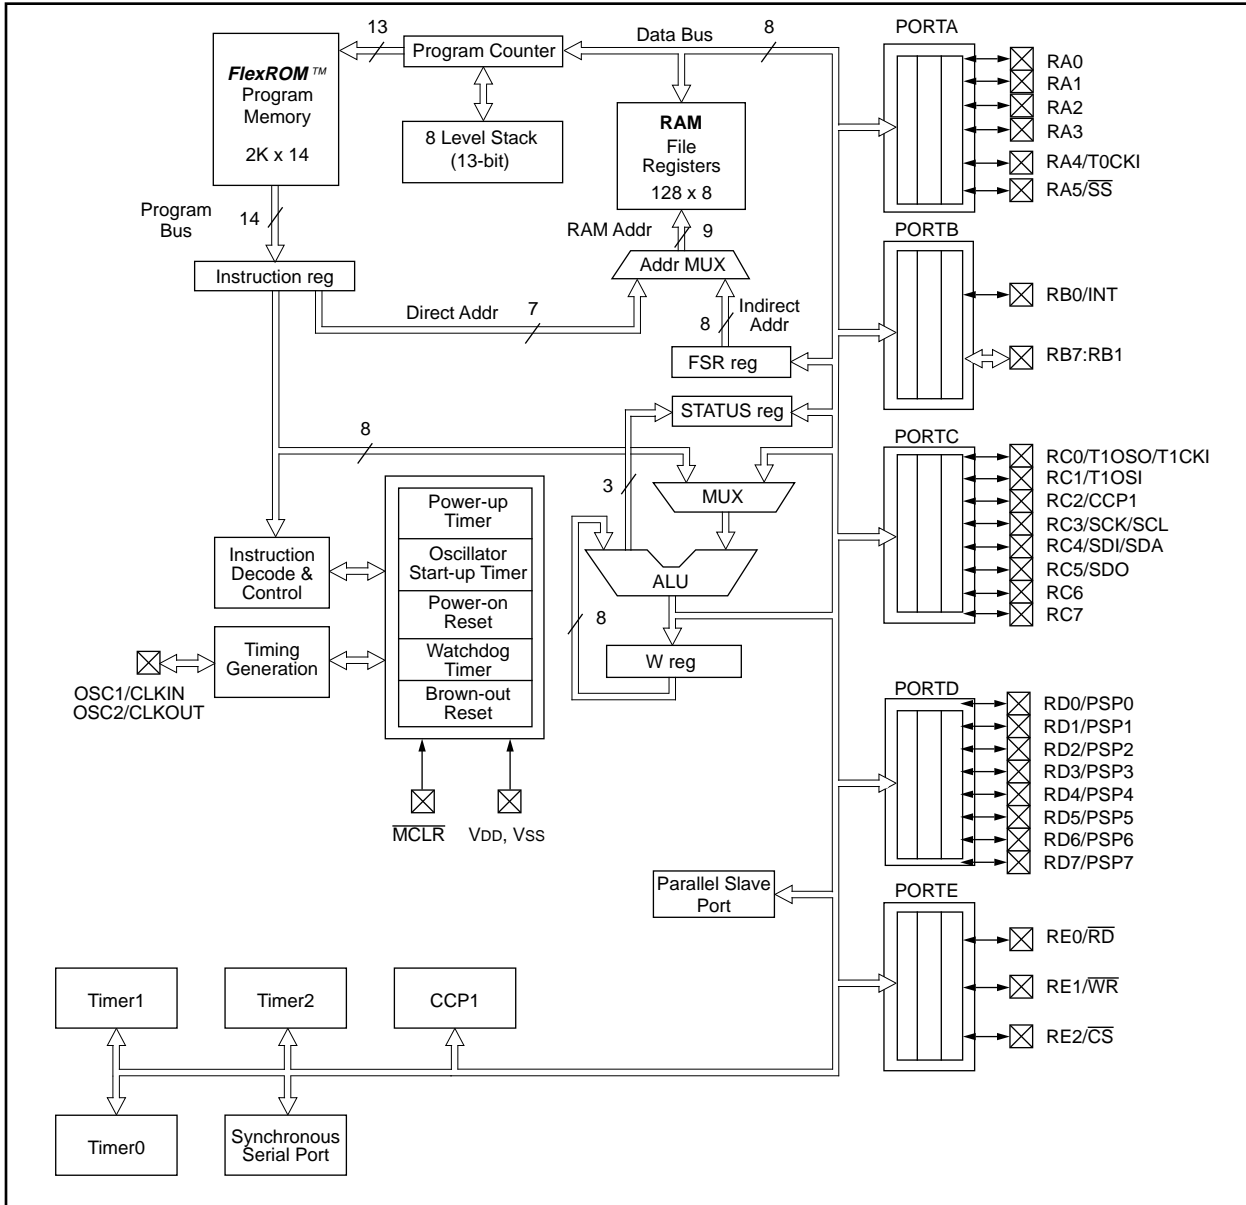 13
Program Counter
Data Bus
8
PORTA
FlexROM™
Program
Memory
2K x 14
8 Level Stack
(13-bit)
RAM
File
Registers
128 x 8
RA0
RA1
RA2
RA3
RA4/T0CKI
RA5/SS
Program
Bus
14
RAM Addr
9
PORTB
Instruction reg
Addr MUX
Direct Addr
7
8
Indirect
Addr
RB0/INT
RB7:RB1
FSR reg
STATUS reg
PORTC
8
3
MUX
RC0/T1OSO/T1CKI
RC1/T1OSI
RC2/CCP1
RC3/SCK/SCL
RC4/SDI/SDA
RC5/SDO
RC6
RC7
Power-up
Timer
Oscillator
Start-up Timer
Power-on
Reset
Watchdog
Timer
Brown-out
Reset
Instruction
Decode &
Control
ALU
8
W reg
Timing
Generation
OSC1/CLKIN
OSC2/CLKOUT
MCLR
VDD, VSS
PORTD
RD0/PSP0
RD1/PSP1
RD2/PSP2
RD3/PSP3
RD4/PSP4
RD5/PSP5
RD6/PSP6
RD7/PSP7
Parallel Slave
Port
PORTE
RE0/RD
RE1/WR
RE2/CS
Timer1
Timer2
CCP1
Timer0
Synchronous
Serial Port